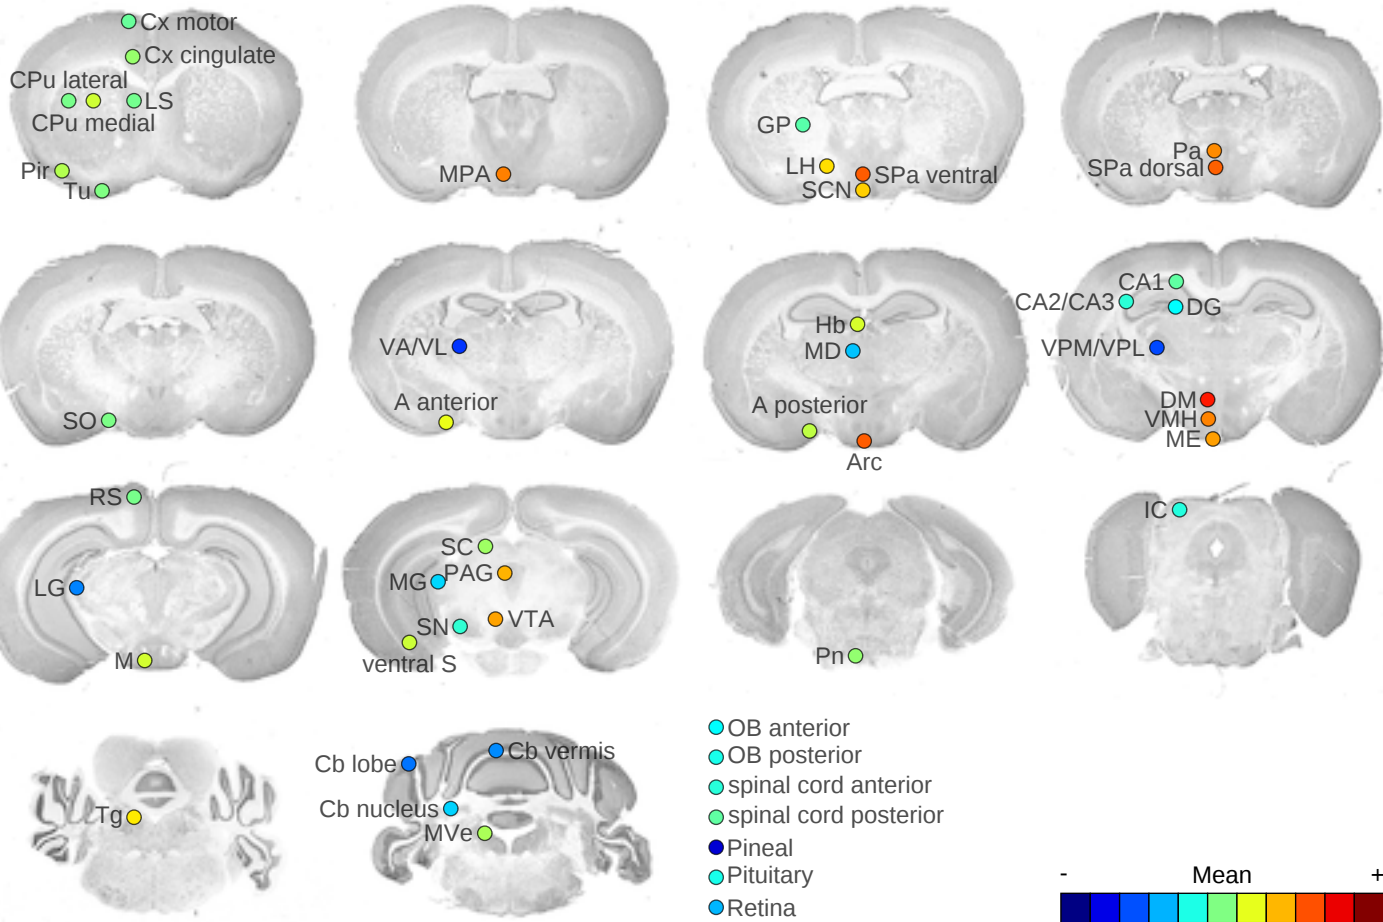 Cx motor
Cx cingulate
CPu lateral
LS
CPu medial
Pir
Tu
MPA
GP
LH
SPa ventral
SCN
Pa
SPa dorsal
SO
VA/VL
A anterior
Hb
MD
A posterior
Arc
CA1
CA2/CA3
DG
VPM/VPL
DM
VMH
ME
RS
LG
M
SC
MG
PAG
SN
VTA
ventral S
Pn
IC
Tg
Cb lobe
Cb vermis
Cb nucleus
MVe
OB anterior
OB posterior
spinal cord anterior
spinal cord posterior
Pineal
Pituitary
Retina
- Mean +